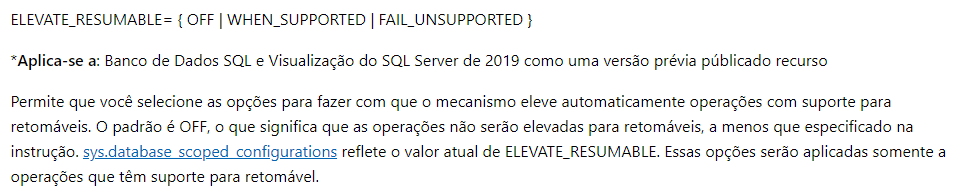 ELEVATE_RESUMABLE= { OFF | WHEN_SUPPORTED | FAIL_UNSUPPORTED }
*Aplica-se a: Banco de Dados SQL e Visualização do SQL Server de 2019 como uma versão prévia públicado recurso
Permite que você selecione as opções para fazer com que o mecanismo eleve automaticamente operações com suporte para
retomáveis. O padrão é OFF, o que significa que as operações não serão elevadas para retomáveis, a menos que especificado na
instrução. sys.database_scoped_configurations reflete o valor atual de ELEVATE_RESUMABLE. Essas opções serão aplicadas somente a
operações que têm suporte para retomável.